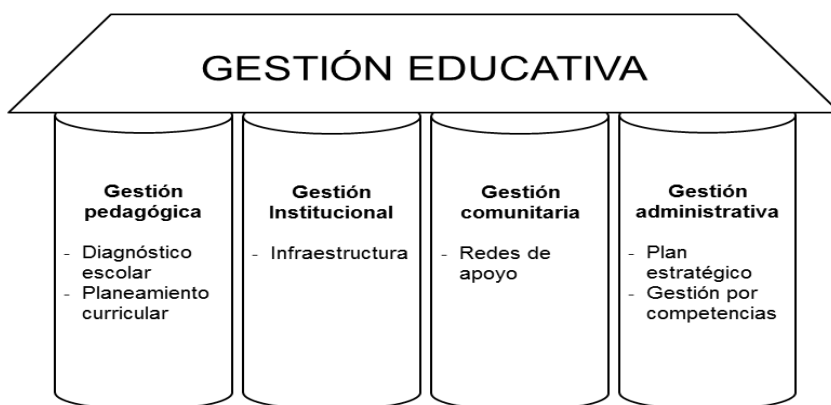 GESTIÓN EDUCATIVA
Gestión
pedagógica
- Diagnóstico
escolar
- Planeamiento
curricular
Gestión
Institucional
- Infraestructura
Gestión
comunitaria
- Redes de
apoyo
Gestión
administrativa
- Plan
estratégico
- Gestión por
competencias